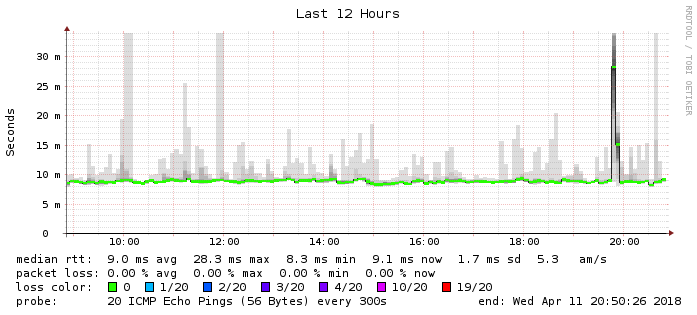 Last 12 Hours
RRDTOOL / TOBI OETIKER
Seconds
30 m
25 m
20 m
15 m
10 m
5 m
0
10:00 12:00 14:00 16:00 18:00 20:00
median rtt: 9.0 ms avg 28.3 ms max 8.3 ms min 9.1 ms now 1.7 ms sd 5.3 am/s
packet loss: 0.00 % avg 0.00 % max 0.00 % min 0.00 % now
loss color: 0 1/20 2/20 3/20 4/20 10/20 19/20
probe: 20 ICMP Echo Pings (56 Bytes) every 300s end: Wed Apr 11 20:50:26 2018